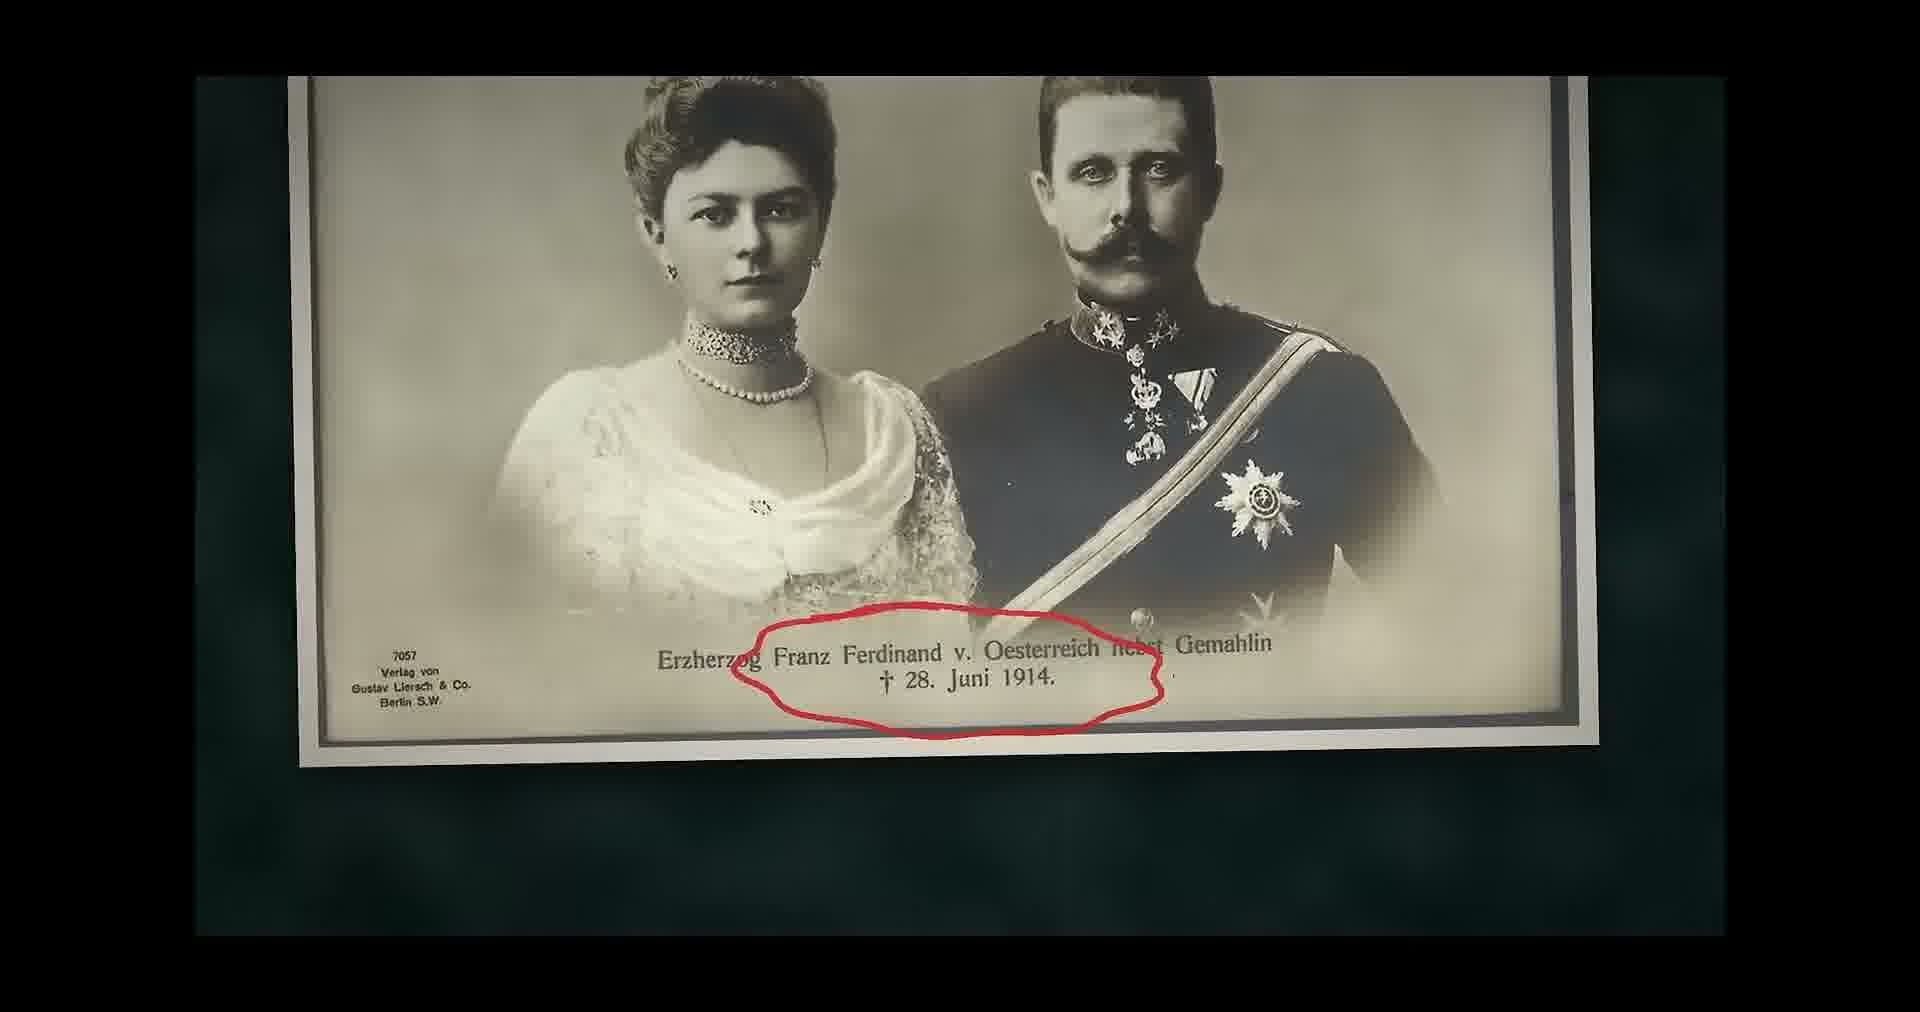 Erzherzog Franz Ferdinand v. Oesterreich nebst Gemahlin
† 28. Juni 1914.
7057
Verlag von
Gustav Liersch & Co.
Berlin S.W.